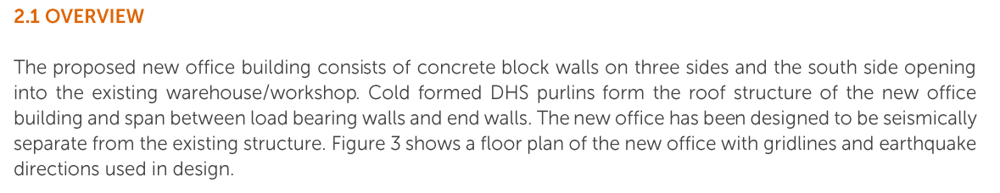 2.1 OVERVIEW
The proposed new office building consists of concrete block walls on three sides and the south side opening
into the existing warehouse/workshop. Cold formed DHS purlins form the roof structure of the new office
building and span between load bearing walls and end walls. The new office has been designed to be seismically
separate from the existing structure. Figure 3 shows a floor plan of the new office with gridlines and earthquake
directions used in design.